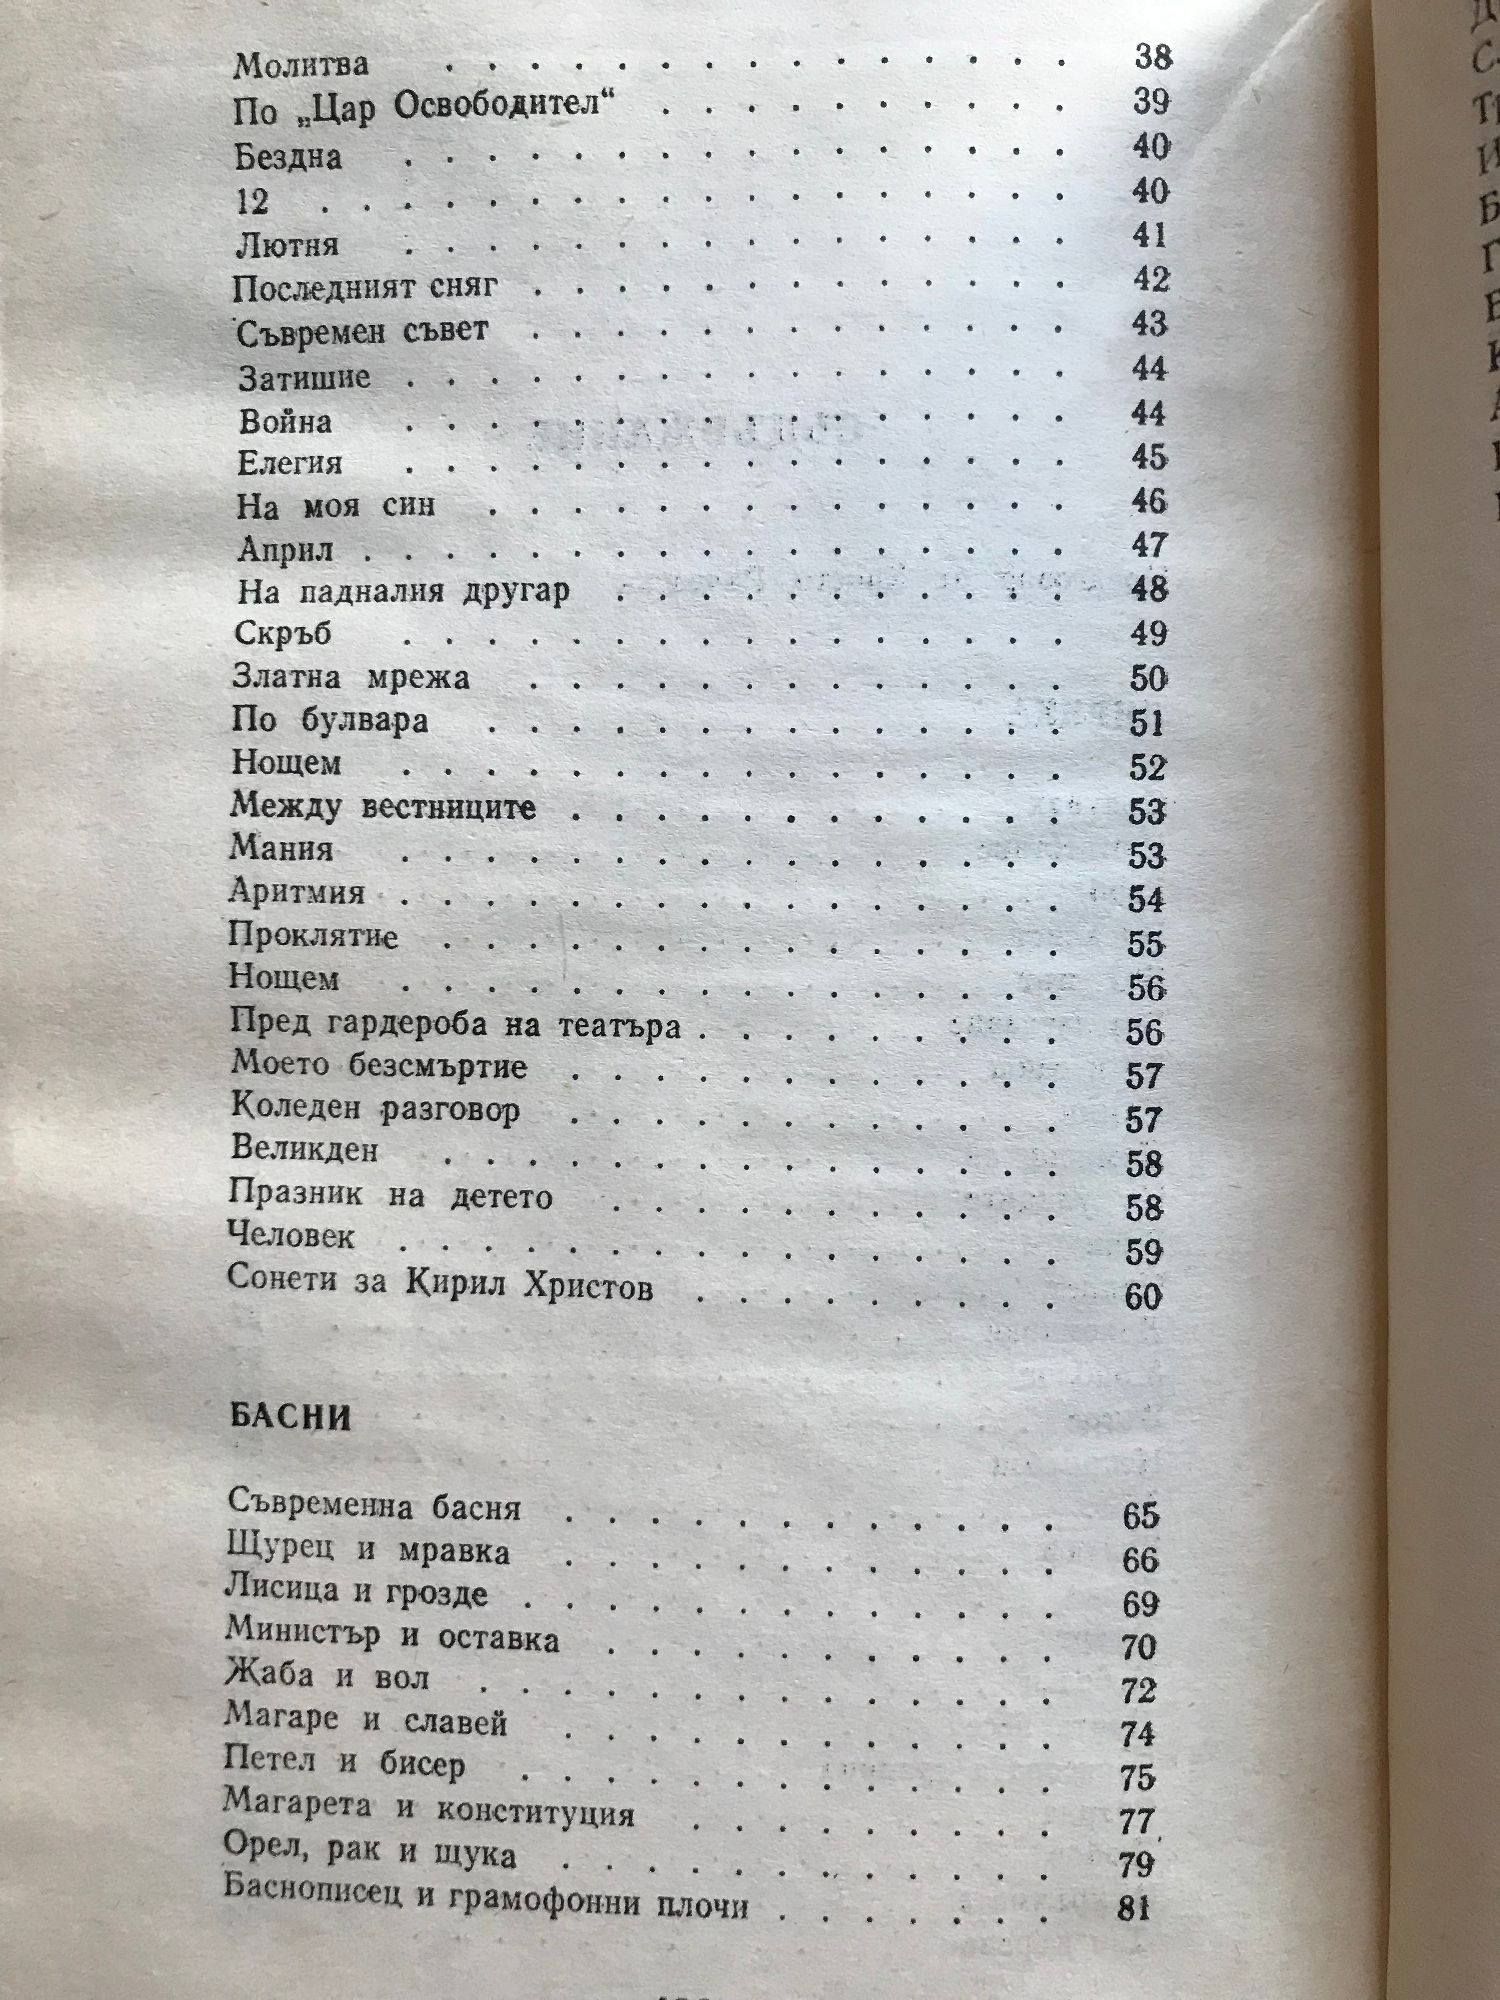 Молитва . . . . . . . . . . . . . . . 38
По „Цар Освободител“ . . . . . . . . . . 39
Бездна . . . . . . . . . . . . . . . . 40
12 . . . . . . . . . . . . . . . . . . 40
Лютня . . . . . . . . . . . . . . . . 41
Последният сняг . . . . . . . . . . . . . 42
Съвремен съвет . . . . . . . . . . . . . 43
Затишие . . . . . . . . . . . . . . . . 44
Война . . . . . . . . . . . . . . . . 44
Елегия . . . . . . . . . . . . . . . . 45
На моя син . . . . . . . . . . . . . . 46
Април . . . . . . . . . . . . . . . . . 47
На падналия другар . . . . . . . . . . . 48
Скръб . . . . . . . . . . . . . . . . 49
Златна мрежа . . . . . . . . . . . . . 50
По булвара . . . . . . . . . . . . . . 51
Нощем . . . . . . . . . . . . . . . . 52
Между вестниците . . . . . . . . . . . . 53
Мания . . . . . . . . . . . . . . . . 53
Аритмия . . . . . . . . . . . . . . . . 54
Проклятие . . . . . . . . . . . . . . . 55
Нощем . . . . . . . . . . . . . . . . 56
Пред гардероба на театъра . . . . . . . . . 56
Моето безсмъртие . . . . . . . . . . . . 57
Коледен разговор . . . . . . . . . . . . 57
Великден . . . . . . . . . . . . . . . 58
Празник на детето . . . . . . . . . . . 58
Человек . . . . . . . . . . . . . . . . 59
Сонети за Кирил Христов . . . . . . . . . 60
БАСНИ
Съвременна басня . . . . . . . . . . . . 65
Щурец и мравка . . . . . . . . . . . . 66
Лисица и грозде . . . . . . . . . . . . . 69
Министър и оставка . . . . . . . . . . . 70
Жаба и вол . . . . . . . . . . . . . . 72
Магаре и славей . . . . . . . . . . . . 74
Петел и бисер . . . . . . . . . . . . . 75
Магарета и конституция . . . . . . . . . 77
Орел, рак и щука . . . . . . . . . . . . 79
Баснописец и грамофонни плочи . . . . . . . 81